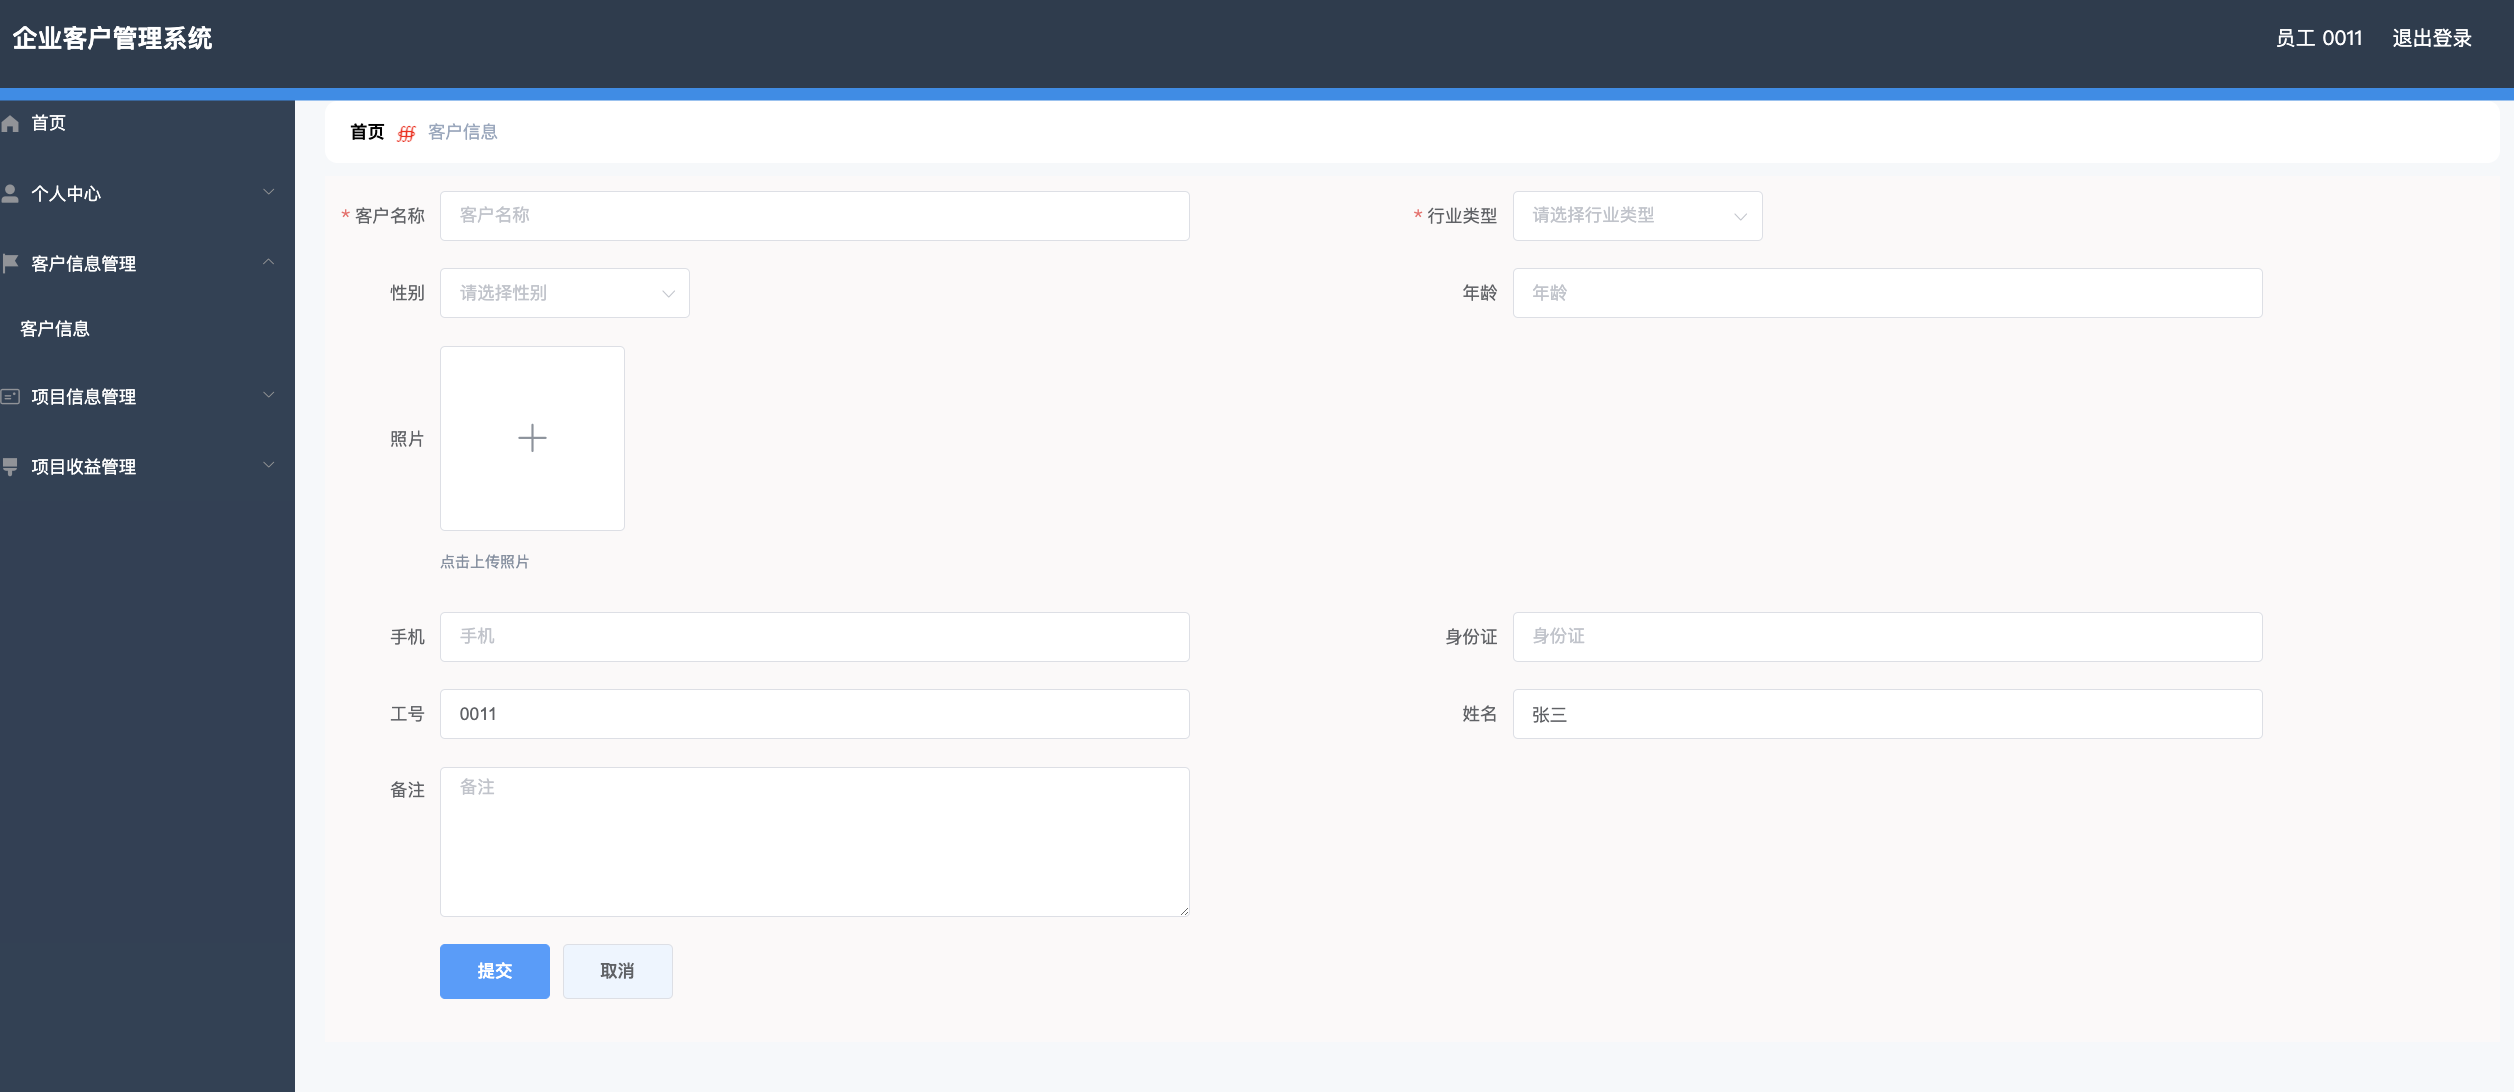 企业客户管理系统
员工 0011 退出登录
首页
个人中心
客户信息管理
客户信息
项目信息管理
项目收益管理
首页 ∰ 客户信息
* 客户名称 客户名称
* 行业类型 请选择行业类型
性别 请选择性别
年龄 年龄
照片
点击上传照片
手机 手机
身份证 身份证
工号 0011
姓名 张三
备注 备注
提交 取消